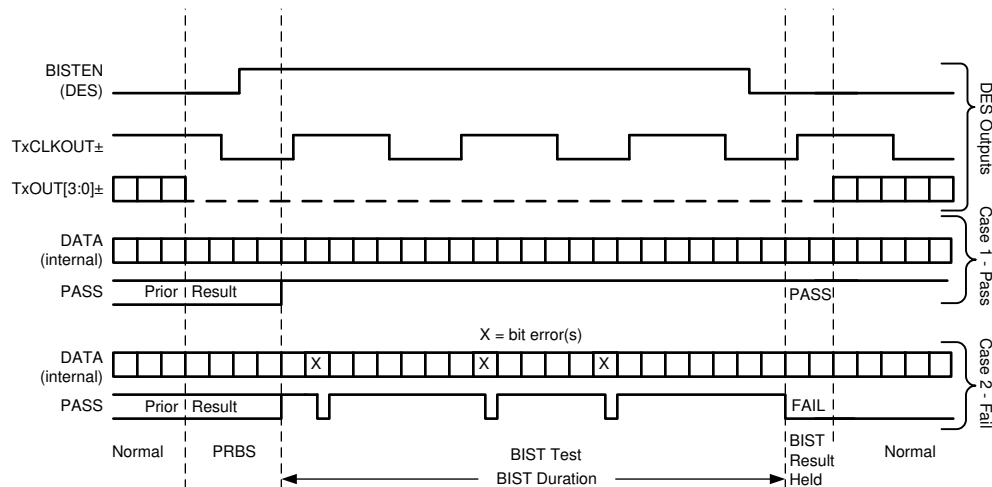 BISTEN
(DES)
TxCLKOUT±
TxOUT[3:0]±
DES Outputs
DATA
(internal)
PASS
Prior Result
PASS
Case 1 - Pass
X = bit error(s)
DATA
(internal)
X X X
PASS
Prior Result
FAIL
Case 2 - Fail
Normal
PRBS
BIST Test
BIST Duration
BIST
Result
Held
Normal